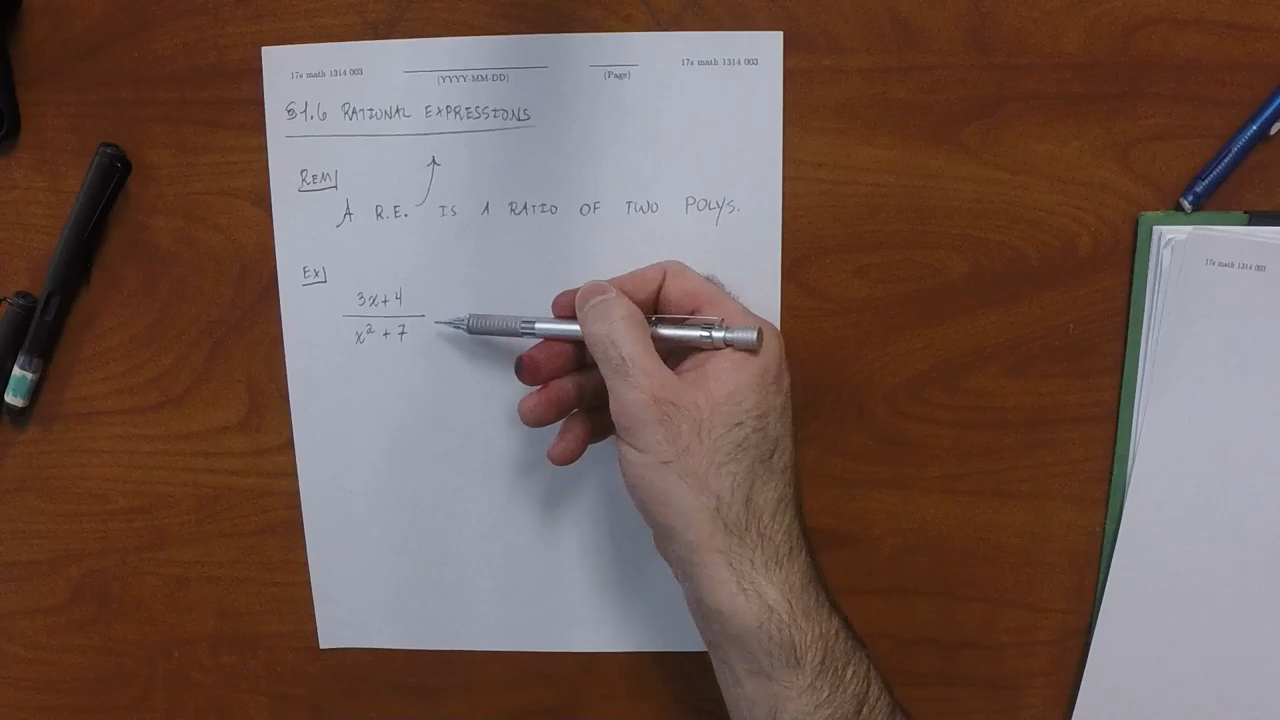 17s math 1314 003 (YYYY-MM-DD) (Page) 17s math 1314 003
§1.6 RATIONAL EXPRESSIONS
REM
A R.E. IS A RATIO OF TWO POLYS.
EX
3x+4
x² + 7
17s math 1314 003